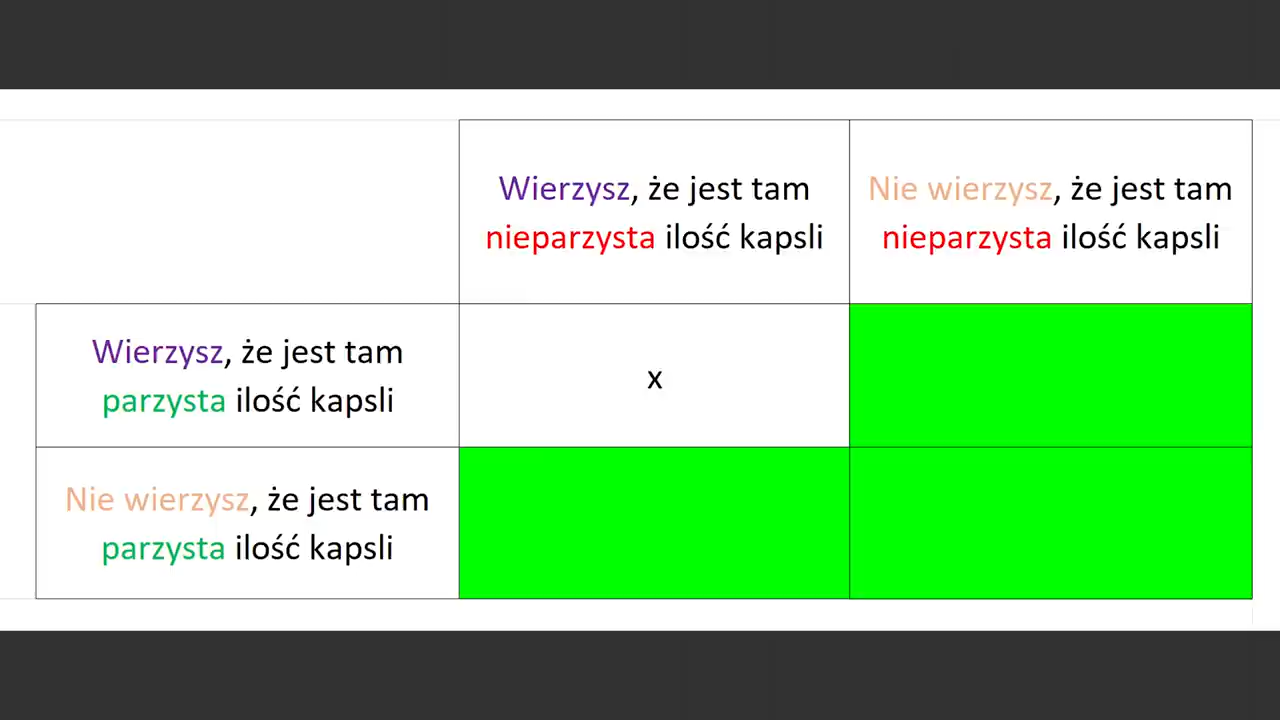 Wierzysz, że jest tam
nieparzysta ilość kapsli
Nie wierzysz, że jest tam
nieparzysta ilość kapsli
Wierzysz, że jest tam
parzysta ilość kapsli
x
Nie wierzysz, że jest tam
parzysta ilość kapsli